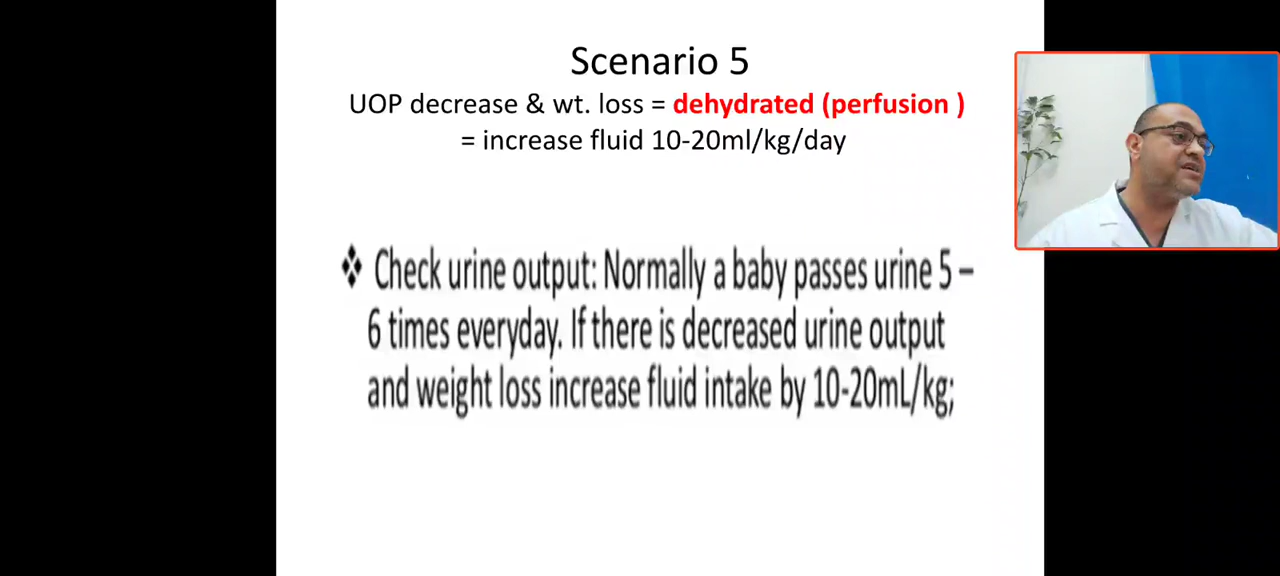 Scenario 5
UOP decrease & wt. loss = dehydrated (perfusion )
= increase fluid 10-20ml/kg/day
❖ Check urine output: Normally a baby passes urine 5 –
6 times everyday. If there is decreased urine output
and weight loss increase fluid intake by 10-20mL/kg;